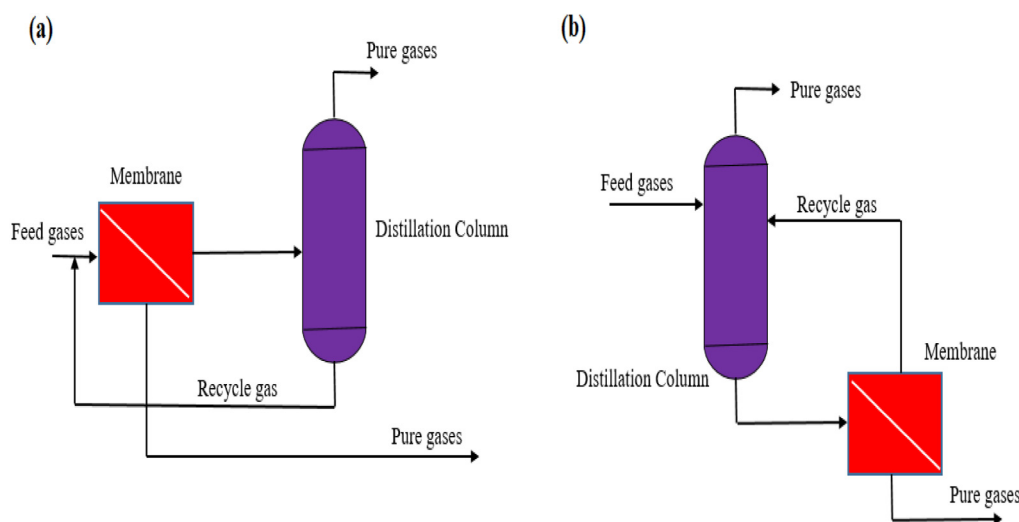 (a)
Pure gases
Membrane
Feed gases
Distillation Column
Recycle gas
Pure gases
(b)
Pure gases
Feed gases
Recycle gas
Membrane
Distillation Column
Pure gases